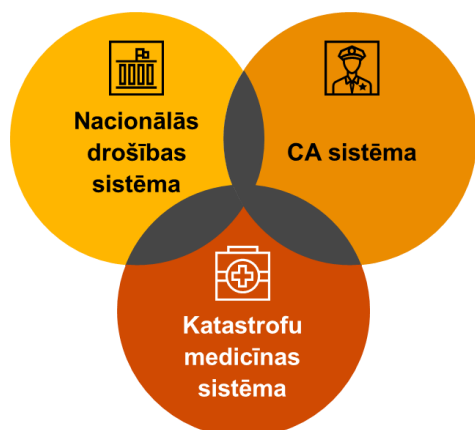 Nacionālās
drošības
sistēma
CA sistēma
Katastrofu
medicīnas
sistēma